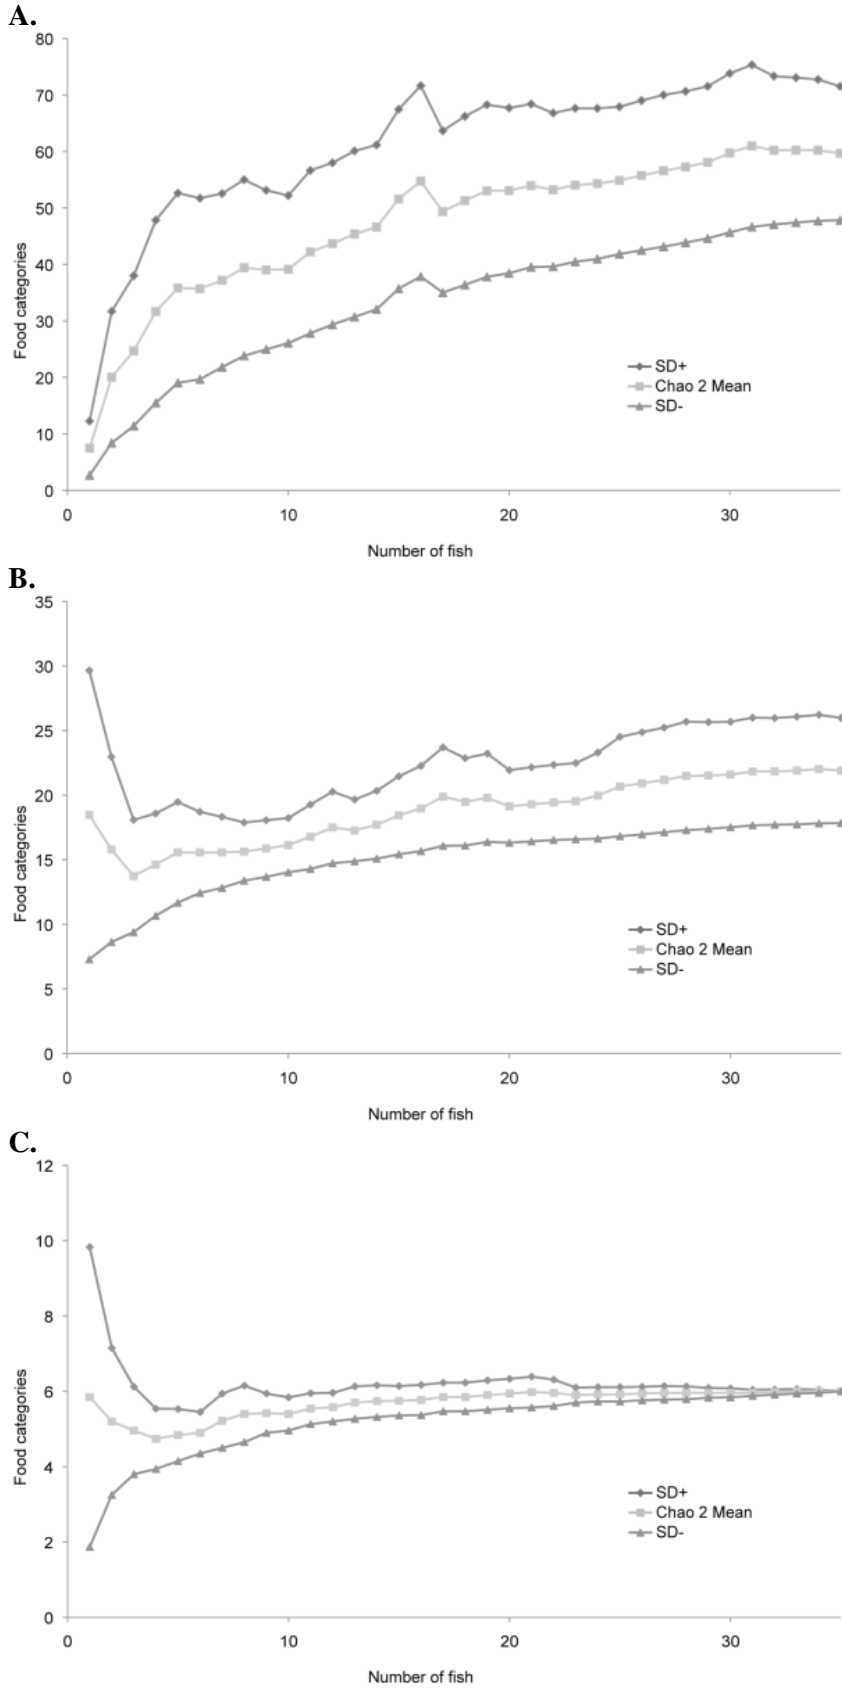 A.
80
70
60
50
40
30
20
10
0
Food categories
SD+
Chao 2 Mean
SD-
0 10 20 30
Number of fish
B.
35
30
25
20
15
10
5
0
Food categories
SD+
Chao 2 Mean
SD-
0 10 20 30
Number of fish
C.
12
10
8
6
4
2
0
Food categories
SD+
Chao 2 Mean
SD-
0 10 20 30
Number of fish